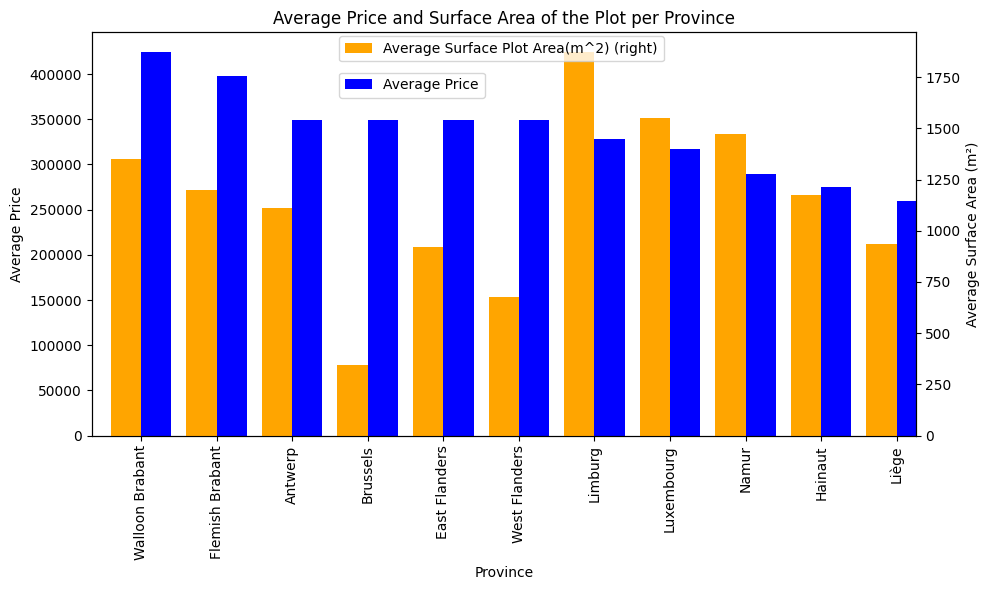 Average Price and Surface Area of the Plot per Province
Average Surface Plot Area(m^2) (right)
Average Price
Average Price
400000
350000
300000
250000
200000
150000
100000
50000
0
1750
1500
1250
1000
750
500
250
0
Average Surface Area (m²)
Walloon Brabant
Flemish Brabant
Antwerp
Brussels
East Flanders
West Flanders
Limburg
Luxembourg
Namur
Hainaut
Liège
Province